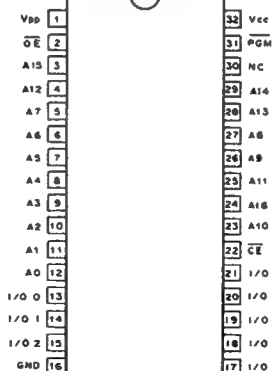 Vpp 1
OE 2
A15 3
A12 4
A7 5
A6 6
A5 7
A4 8
A3 9
A2 10
A1 11
A0 12
I/O 0 13
I/O 1 14
I/O 2 15
GND 16
32 Vcc
31 PGM
30 NC
29 A14
28 A13
27 A8
26 A9
25 A11
24 A16
23 A10
22 CE
21 I/O
20 I/O
19 I/O
18 I/O
17 I/O